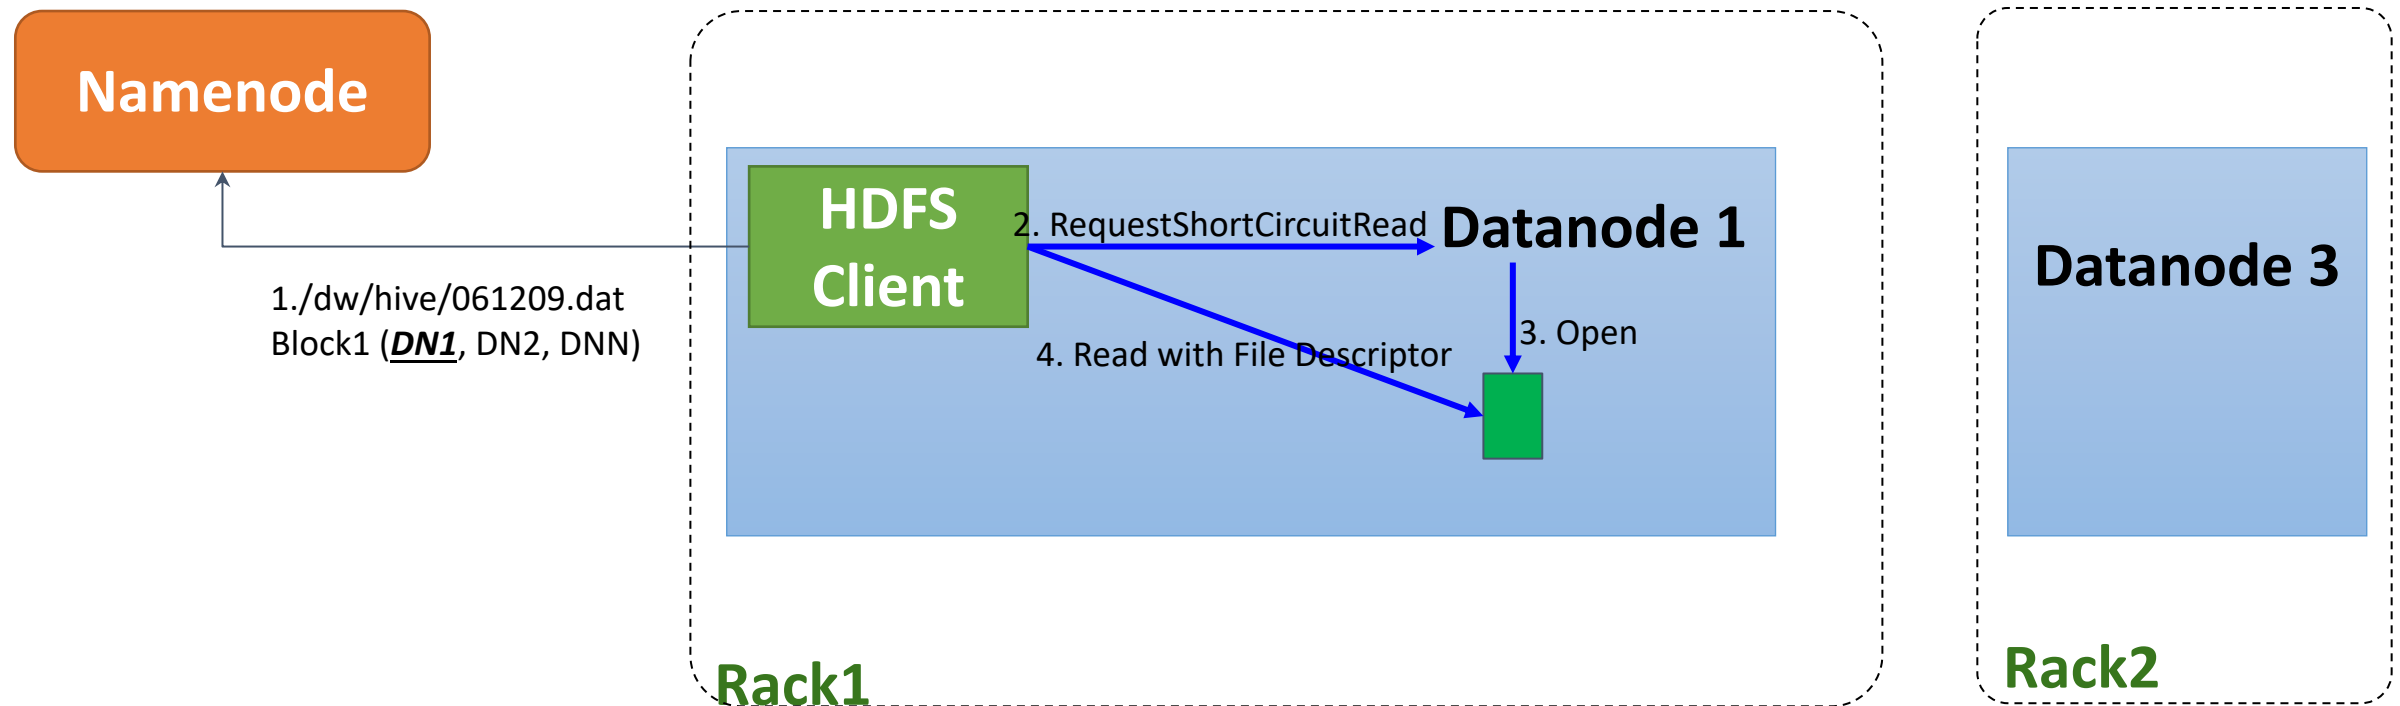 Namenode
HDFS
Client
2. RequestShortCircuitRead
Datanode 1
Datanode 3
1./dw/hive/061209.dat
Block1 (DN1, DN2, DNN)
3. Open
4. Read with File Descriptor
Rack1
Rack2